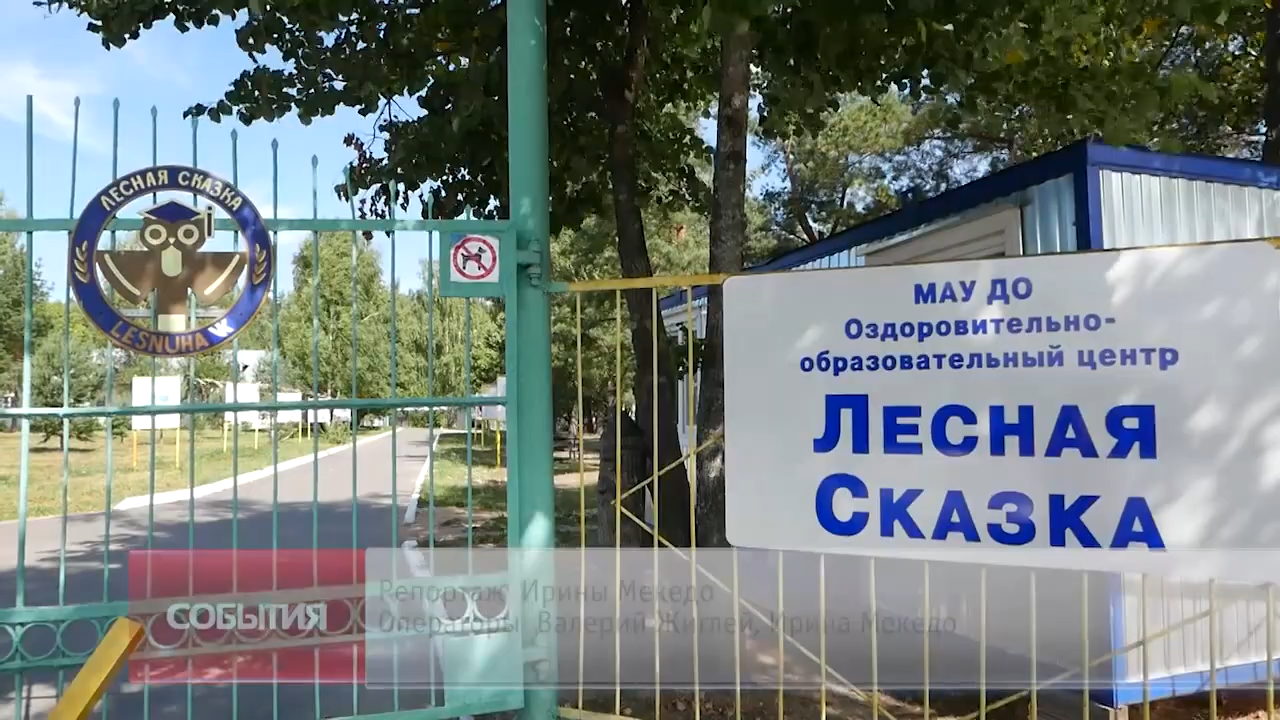 ЛЕСНАЯ СКАЗКА
LESNUHA
МАУ ДО
Оздоровительно-
образовательный центр
ЛЕСНАЯ
СКАЗКА
СОБЫТИЯ
Репортаж: Ирины Мекедо
Операторы: Валерий Жиглей, Ирина Мекедо